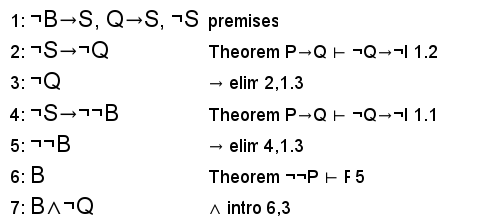 1: ¬B→S, Q→S, ¬S premises
2: ¬S→¬Q Theorem P→Q ⊢ ¬Q→¬I 1.2
3: ¬Q → elim 2,1.3
4: ¬S→¬¬B Theorem P→Q ⊢ ¬Q→¬I 1.1
5: ¬¬B → elim 4,1.3
6: B Theorem ¬¬P ⊢ F 5
7: B∧¬Q ∧ intro 6,3